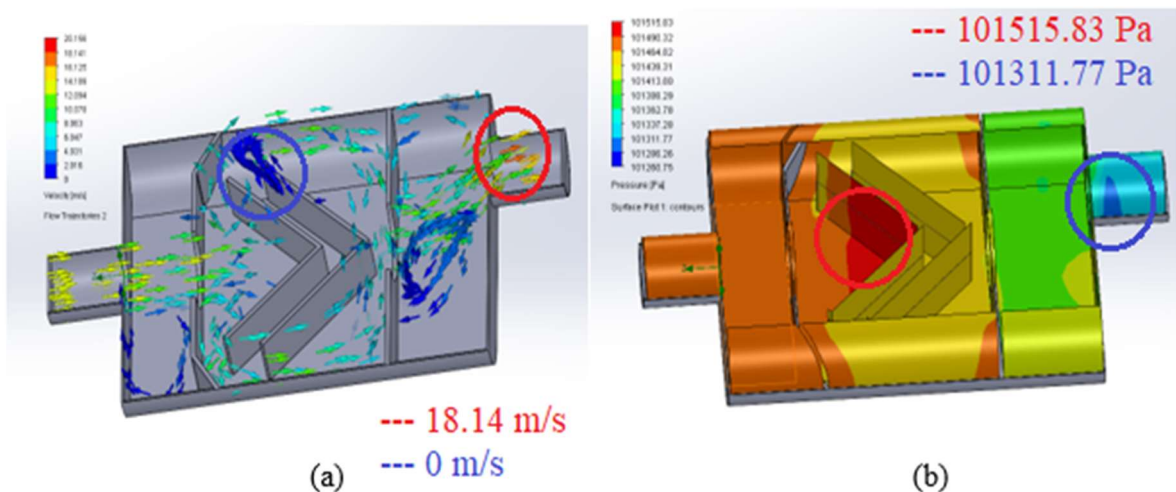 20.156
18.141
16.125
14.109
12.094
10.078
8.063
6.047
4.031
2.016
0
Velocity [m/s]
Flow Trajectories 2
--- 18.14 m/s
--- 0 m/s
(a)
101515.83
101490.32
101464.82
101439.31
101413.80
101388.29
101362.78
101337.28
101311.77
101286.26
101260.75
Pressure [Pa]
Surface Plot 1: contours
--- 101515.83 Pa
--- 101311.77 Pa
(b)